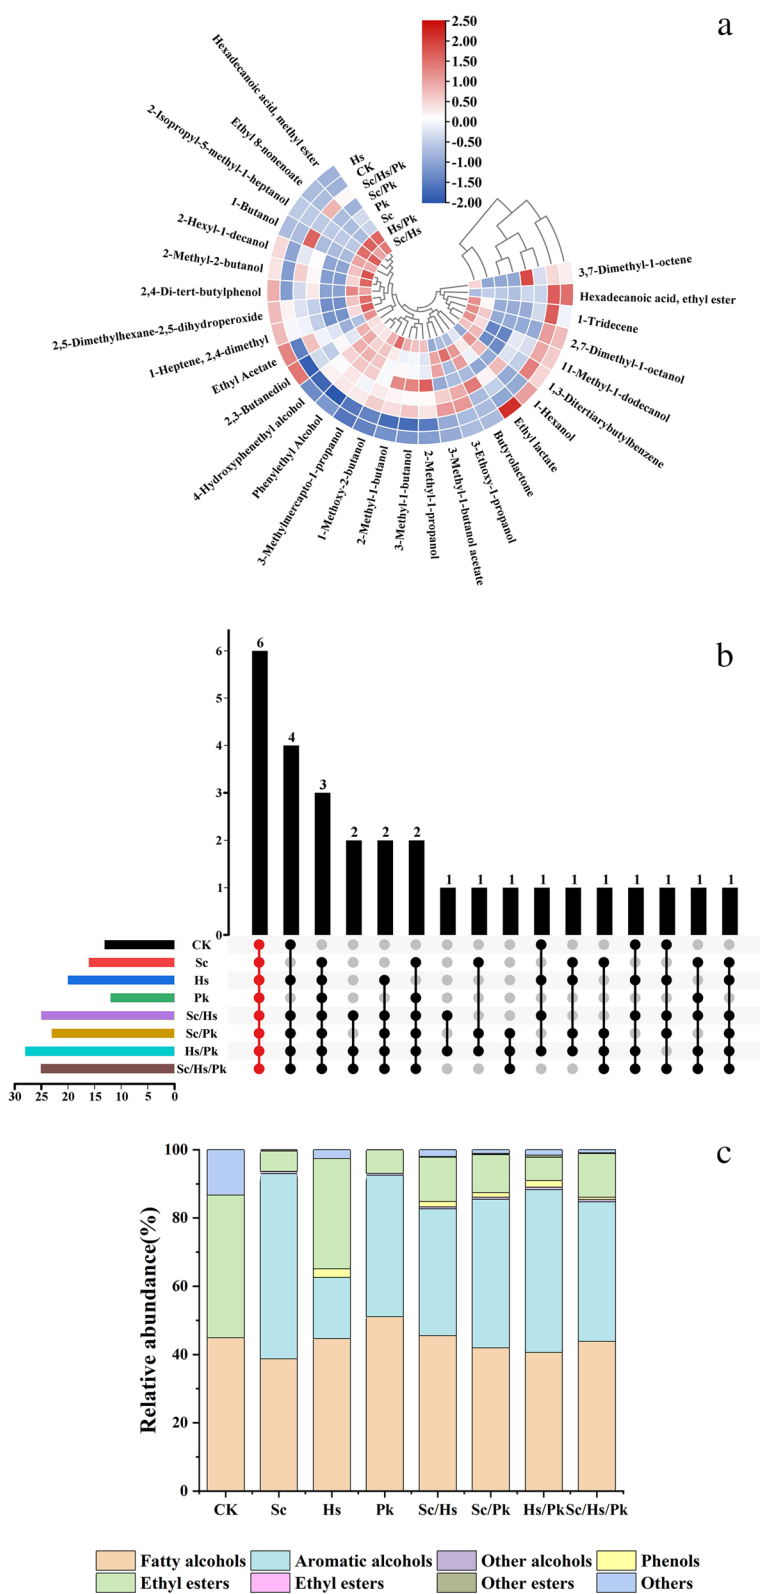 a
2.50
2.00
1.50
1.00
0.50
0.00
-0.50
-1.00
-1.50
-2.00
Hexadecanoic acid, methyl ester
Ethyl 8-nonenoate
2-Isopropyl-5-methyl-1-heptanol
1-Butanol
2-Hexyl-1-decanol
2-Methyl-2-butanol
2,4-Di-tert-butylphenol
2,5-Dimethylhexane-2,5-dihydroperoxide
1-Heptene, 2,4-dimethyl
Ethyl Acetate
2,3-Butanediol
4-Hydroxyphenethyl alcohol
Phenylethyl Alcohol
3-Methylmercapto-1-propanol
1-Methoxy-2-butanol
2-Methyl-1-butanol
3-Methyl-1-butanol
2-Methyl-1-propanol
3-Methyl-1-butanol acetate
3-Ethoxy-1-propanol
Butyrolactone
Ethyl lactate
1-Hexanol
1,3-Ditertiarybutylbenzene
11-Methyl-1-dodecanol
2,7-Dimethyl-1-octanol
1-Tridecene
Hexadecanoic acid, ethyl ester
3,7-Dimethyl-1-octene
Hs
CK
Sc/Hs/Pk
Sc/Pk
Pk
Sc
Hs/Pk
Sc/Hs
b
6
5
4
3
2
1
0
6
4
3
2
2
2
1
1
1
1
1
1
1
1
1
1
CK
Sc
Hs
Pk
Sc/Hs
Sc/Pk
Hs/Pk
Sc/Hs/Pk
30 25 20 15 10 5 0
c
Relative abundance(%)
100
80
60
40
20
0
CK Sc Hs Pk Sc/Hs Sc/Pk Hs/Pk Sc/Hs/Pk
Fatty alcohols Aromatic alcohols Other alcohols Phenols
Ethyl esters Ethyl esters Other esters Others